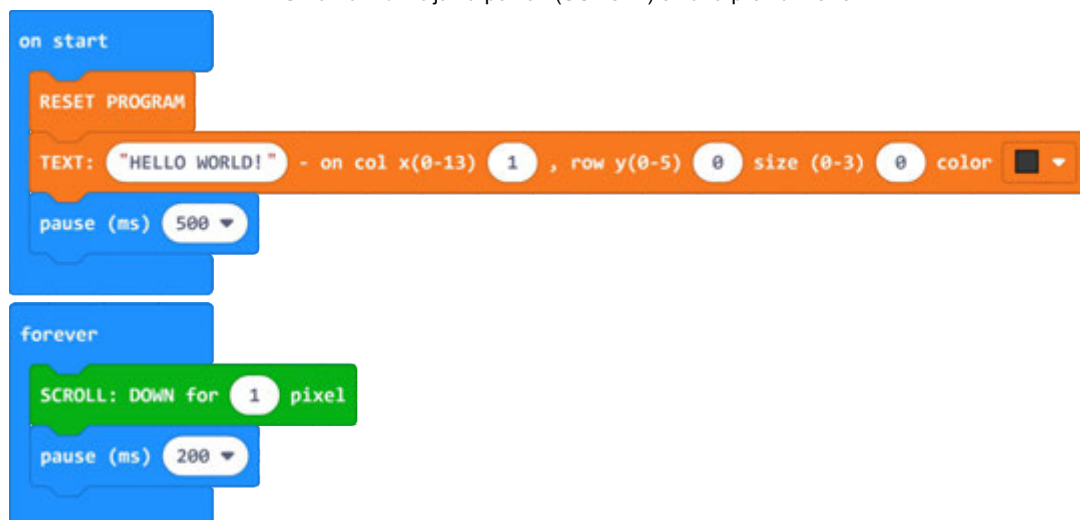 on start
RESET PROGRAM
TEXT: "HELLO WORLD!" - on col x(0-13) 1 , row y(0-5) 0 size (0-3) 0 color
pause (ms) 500
forever
SCROLL: DOWN for 1 pixel
pause (ms) 200